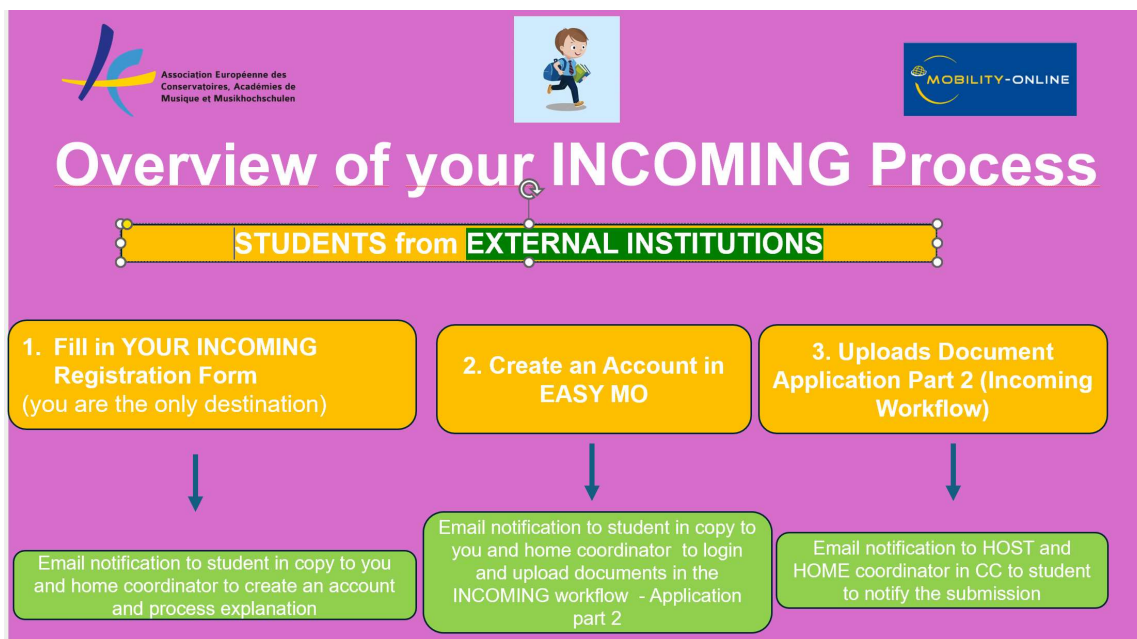 Association Européenne des
Conservatoires, Académies de
Musique et Musikhochschulen
MOBILITY-ONLINE
Overview of your INCOMING Process
STUDENTS from EXTERNAL INSTITUTIONS
1. Fill in YOUR INCOMING
Registration Form
(you are the only destination)
2. Create an Account in
EASY MO
3. Uploads Document
Application Part 2 (Incoming
Workflow)
Email notification to student in copy to you
and home coordinator to create an account
and process explanation
Email notification to student in copy to
you and home coordinator to login
and upload documents in the
INCOMING workflow - Application
part 2
Email notification to HOST and
HOME coordinator in CC to student
to notify the submission